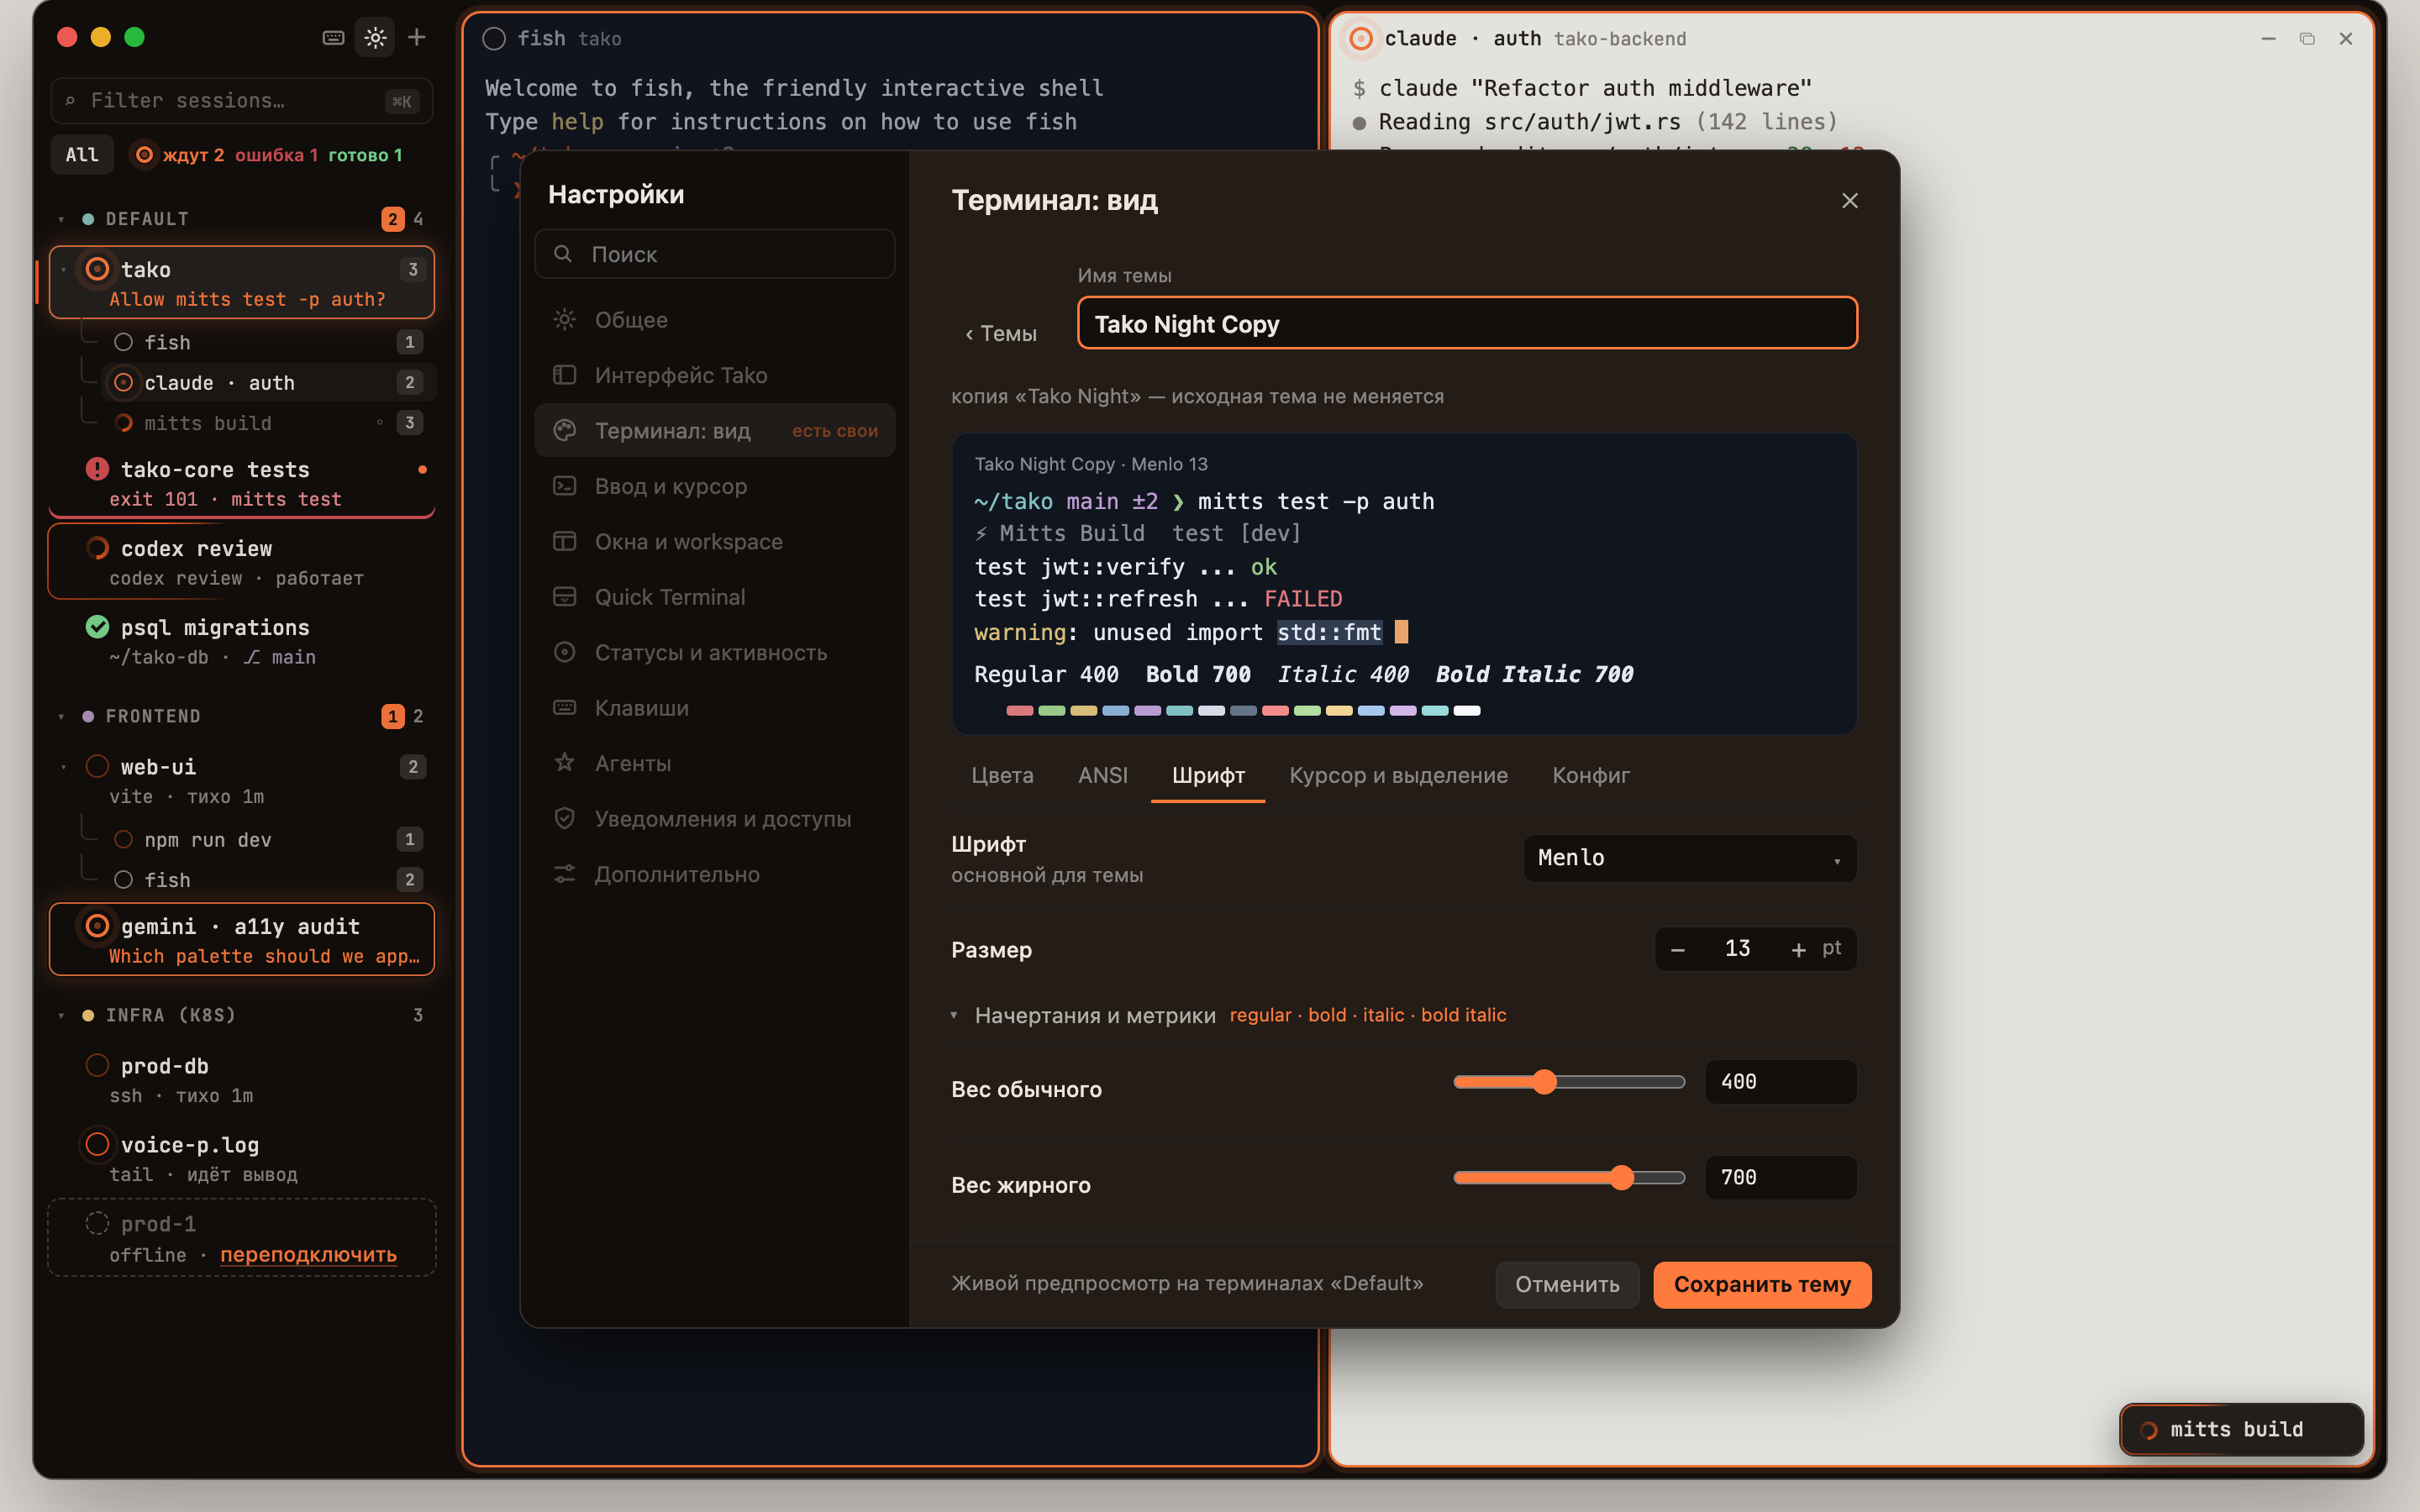 Filter sessions… ⌘K
All ждут 2 ошибка 1 готово 1
DEFAULT 2 4
tako 3
Allow mitts test -p auth?
fish 1
claude · auth 2
mitts build 3
tako-core tests
exit 101 · mitts test
codex review
codex review · работает
psql migrations
~/tako-db · ⎇ main
FRONTEND 1 2
web-ui 2
vite · тихо 1m
npm run dev 1
fish 2
gemini · a11y audit
Which palette should we app…
INFRA (K8S) 3
prod-db
ssh · тихо 1m
voice-p.log
tail · идёт вывод
prod-1
offline · переподключить
fish tako
Welcome to fish, the friendly interactive shell
Type help for instructions on how to use fish
claude · auth tako-backend
$ claude "Refactor auth middleware"
● Reading src/auth/jwt.rs (142 lines)
Настройки
Поиск
Общее
Интерфейс Tako
Терминал: вид есть свои
Ввод и курсор
Окна и workspace
Quick Terminal
Статусы и активность
Клавиши
Агенты
Уведомления и доступы
Дополнительно
Терминал: вид
Имя темы
‹ Темы Tako Night Copy
копия «Tako Night» — исходная тема не меняется
Tako Night Copy · Menlo 13
~/tako main ±2 ❯ mitts test -p auth
⚡ Mitts Build test [dev]
test jwt::verify ... ok
test jwt::refresh ... FAILED
warning: unused import std::fmt
Regular 400 Bold 700 Italic 400 Bold Italic 700
Цвета ANSI Шрифт Курсор и выделение Конфиг
Шрифт
основной для темы
Menlo
Размер − 13 + pt
Начертания и метрики regular · bold · italic · bold italic
Вес обычного 400
Вес жирного 700
Живой предпросмотр на терминалах «Default» Отменить Сохранить тему
mitts build